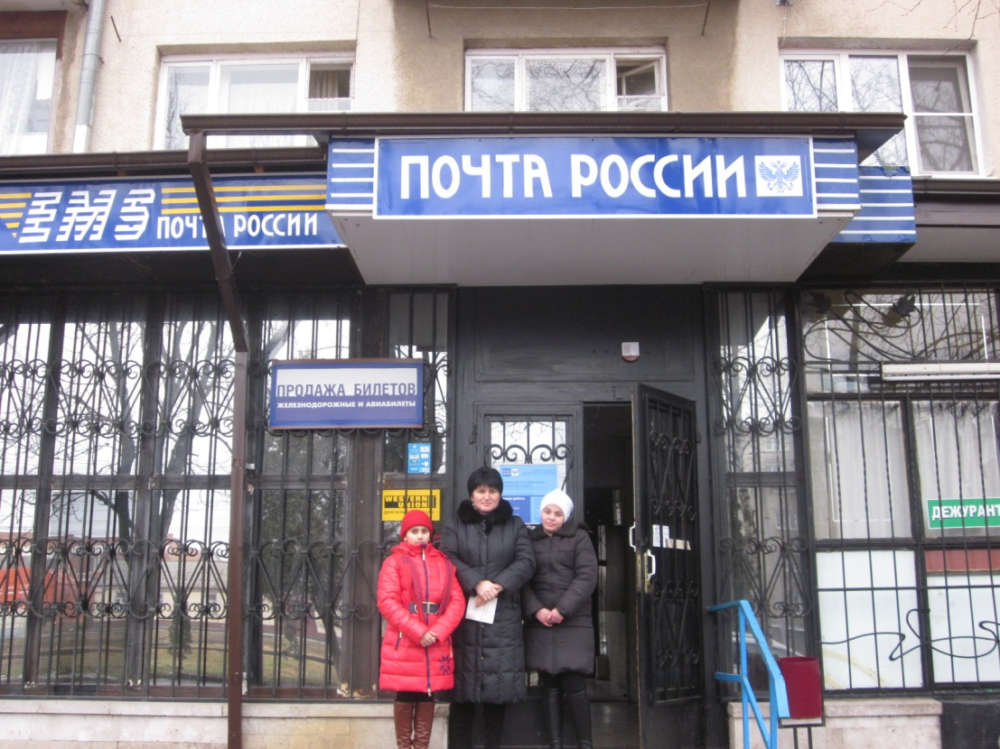 ПОЧТА РОССИИ
EMS ПОЧТА РОССИИ
ПРОДАЖА БИЛЕТОВ
ЖЕЛЕЗНОДОРОЖНЫЕ И АВИАБИЛЕТЫ
WESTERN
UNION
ДЕЖУРАНТ